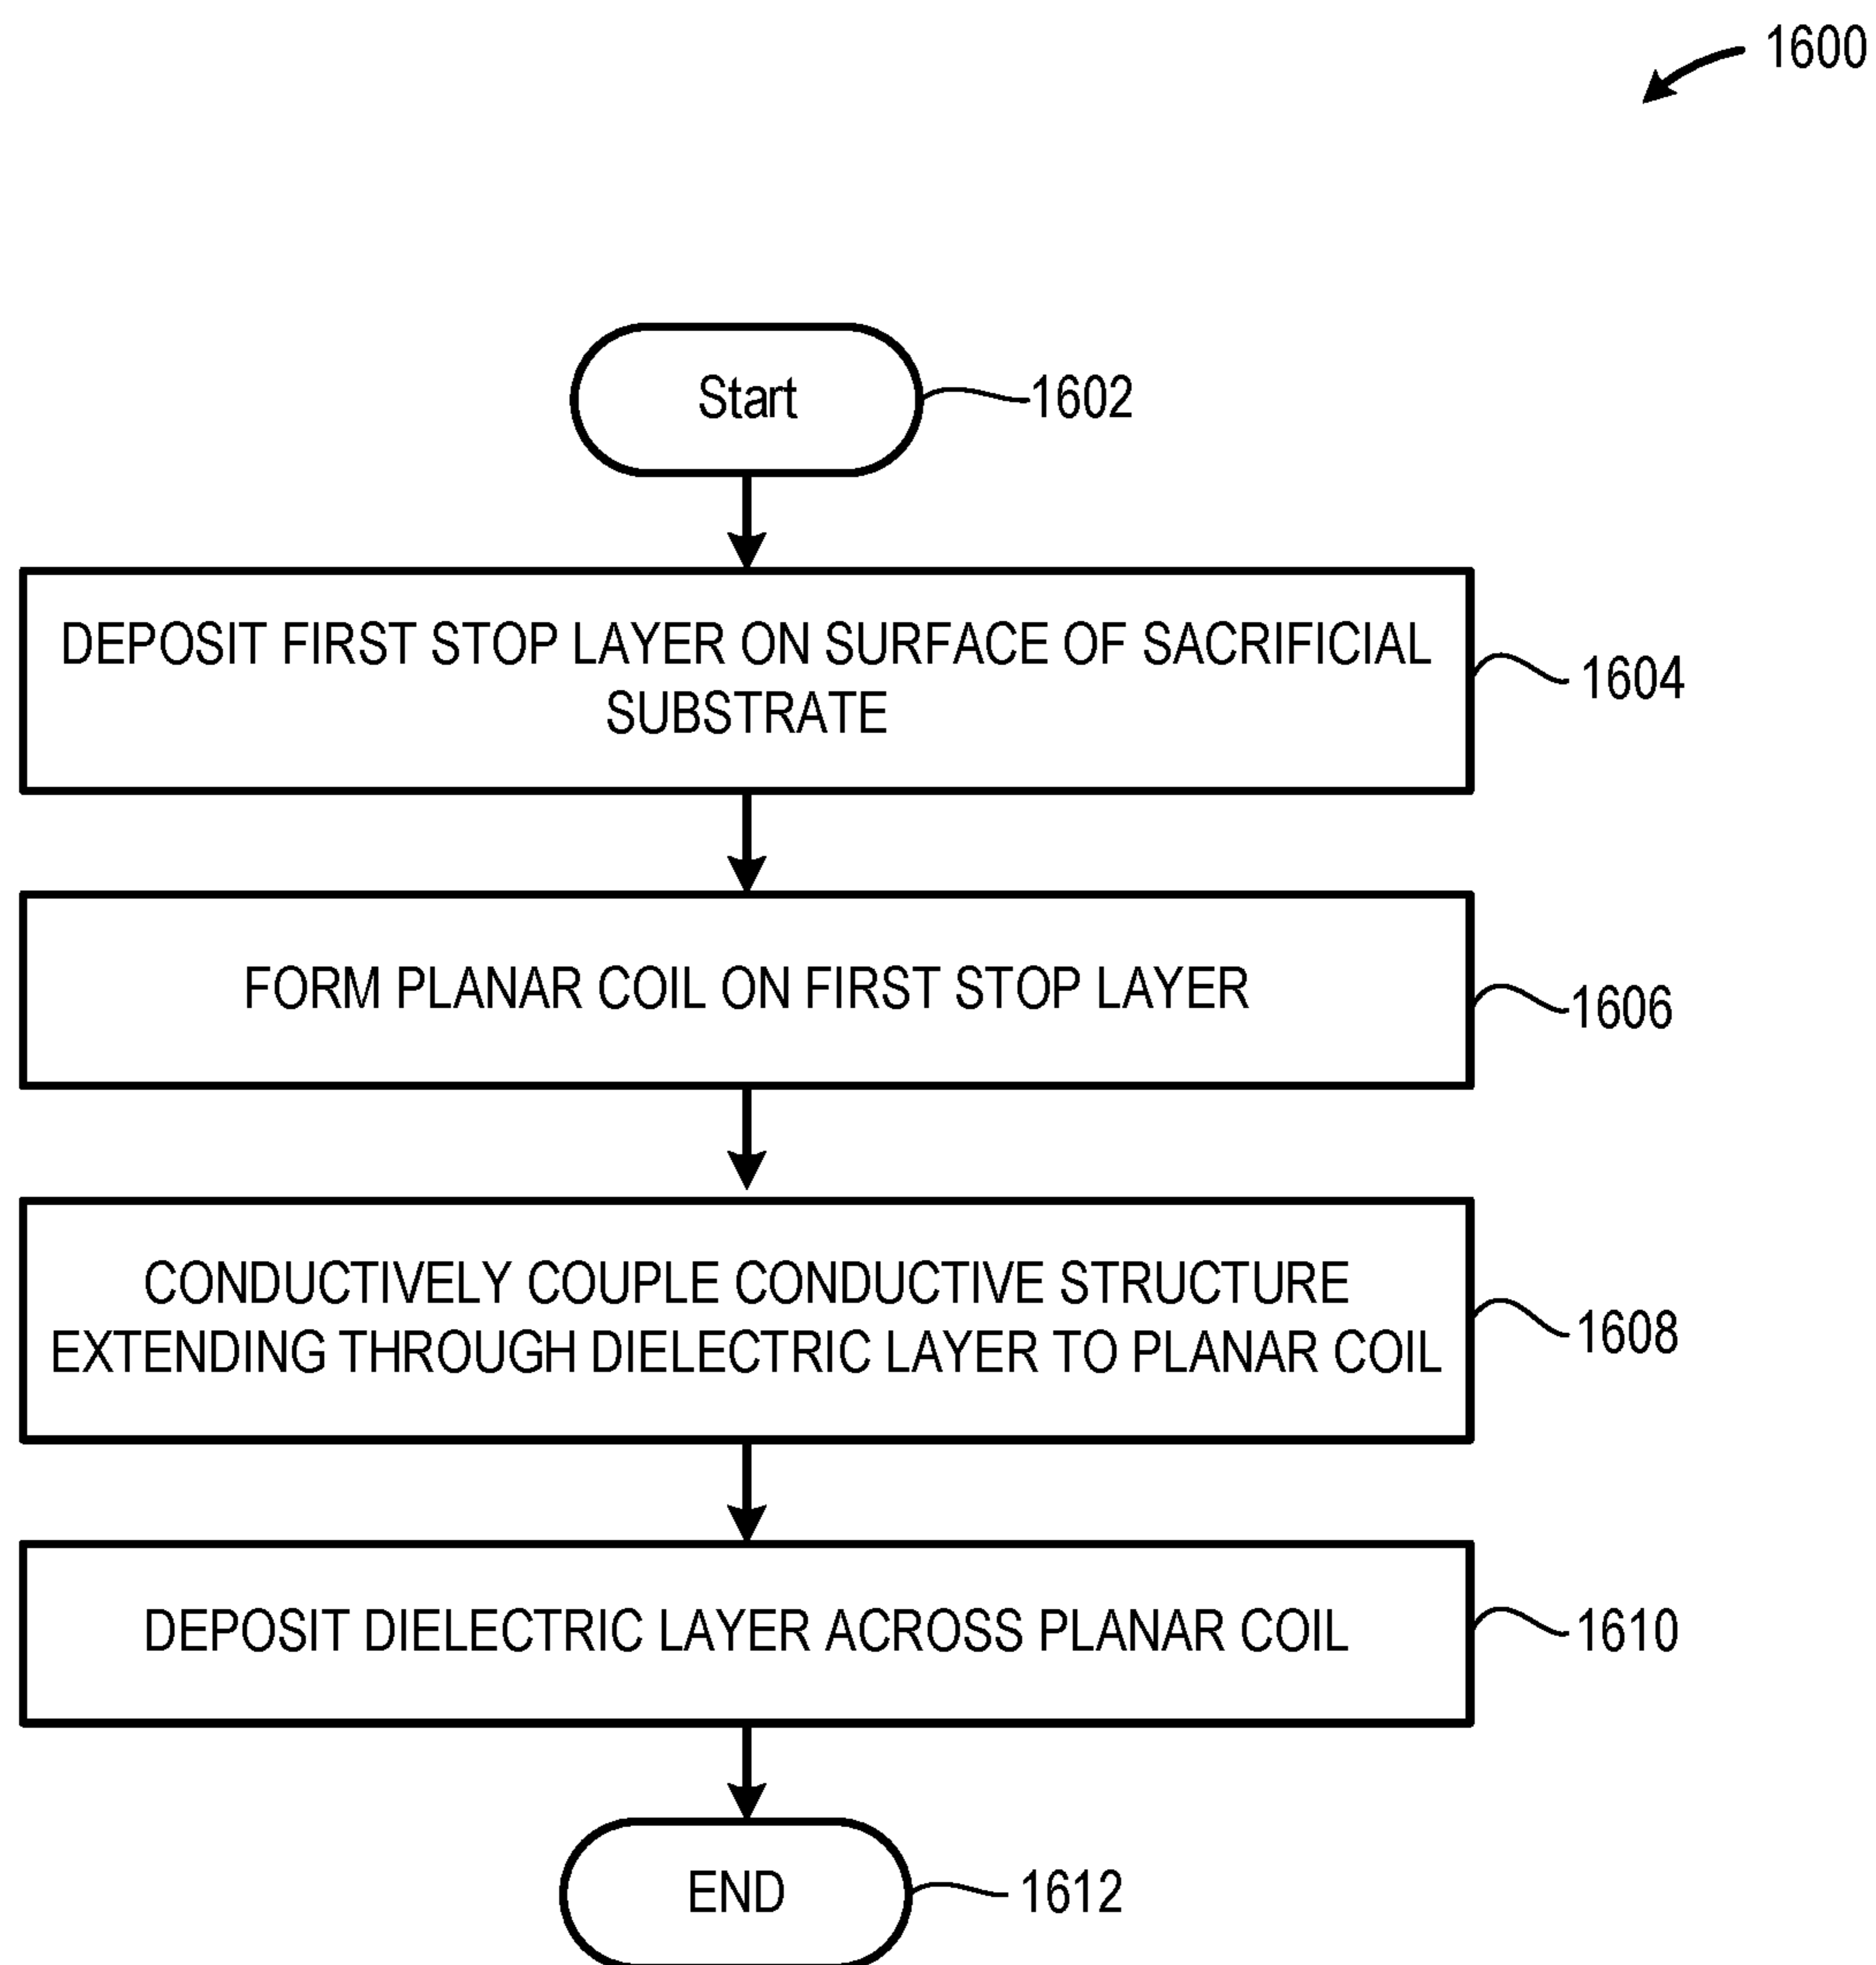 1600
Start
1602
DEPOSIT FIRST STOP LAYER ON SURFACE OF SACRIFICIAL
SUBSTRATE
1604
FORM PLANAR COIL ON FIRST STOP LAYER
1606
CONDUCTIVELY COUPLE CONDUCTIVE STRUCTURE
EXTENDING THROUGH DIELECTRIC LAYER TO PLANAR COIL
1608
DEPOSIT DIELECTRIC LAYER ACROSS PLANAR COIL
1610
END
1612